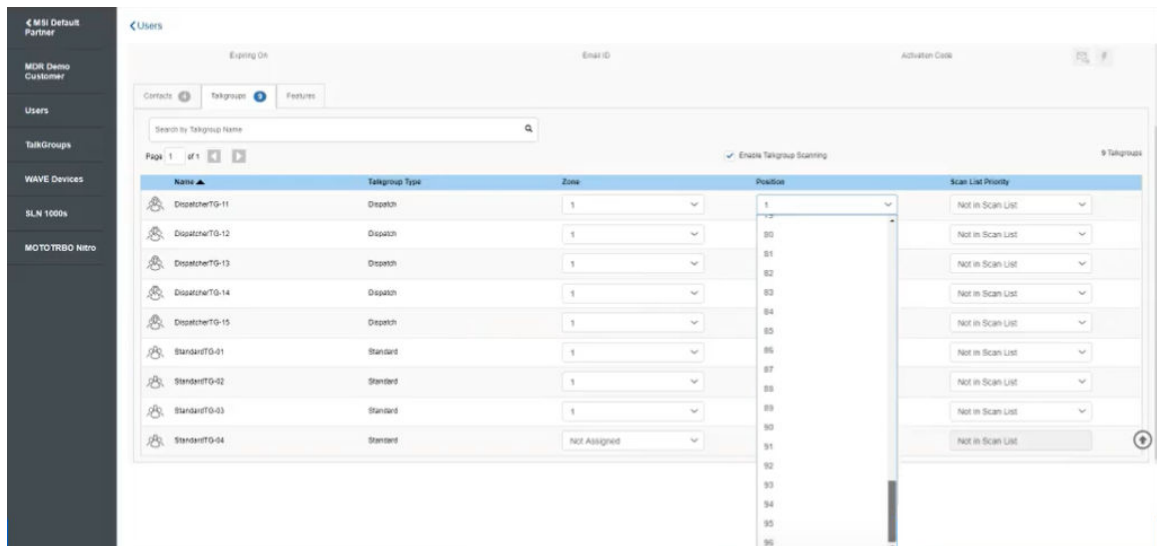 MSI Default
Partner
MDR Demo
Customer
Users
TalkGroups
WAVE Devices
SLN 1000s
MOTOTRBO Nitro
Users
Expiring On Email ID Activation Code
Contacts 4 Talkgroups 9 Features
Search by Talkgroup Name
Page 1 of 1 Enable Talkgroup Scanning 9 Talkgroups
Name Talkgroup Type Zone Position Scan List Priority
DispatcherTG-11 Dispatch 1 1 Not in Scan List
DispatcherTG-12 Dispatch 1 Not in Scan List
DispatcherTG-13 Dispatch 1 Not in Scan List
DispatcherTG-14 Dispatch 1 Not in Scan List
DispatcherTG-15 Dispatch 1 Not in Scan List
StandardTG-01 Standard 1 Not in Scan List
StandardTG-02 Standard 1 Not in Scan List
StandardTG-03 Standard 1 Not in Scan List
StandardTG-04 Standard Not Assigned Not in Scan List
80
81
82
83
84
85
86
87
88
89
90
91
92
93
94
95
96